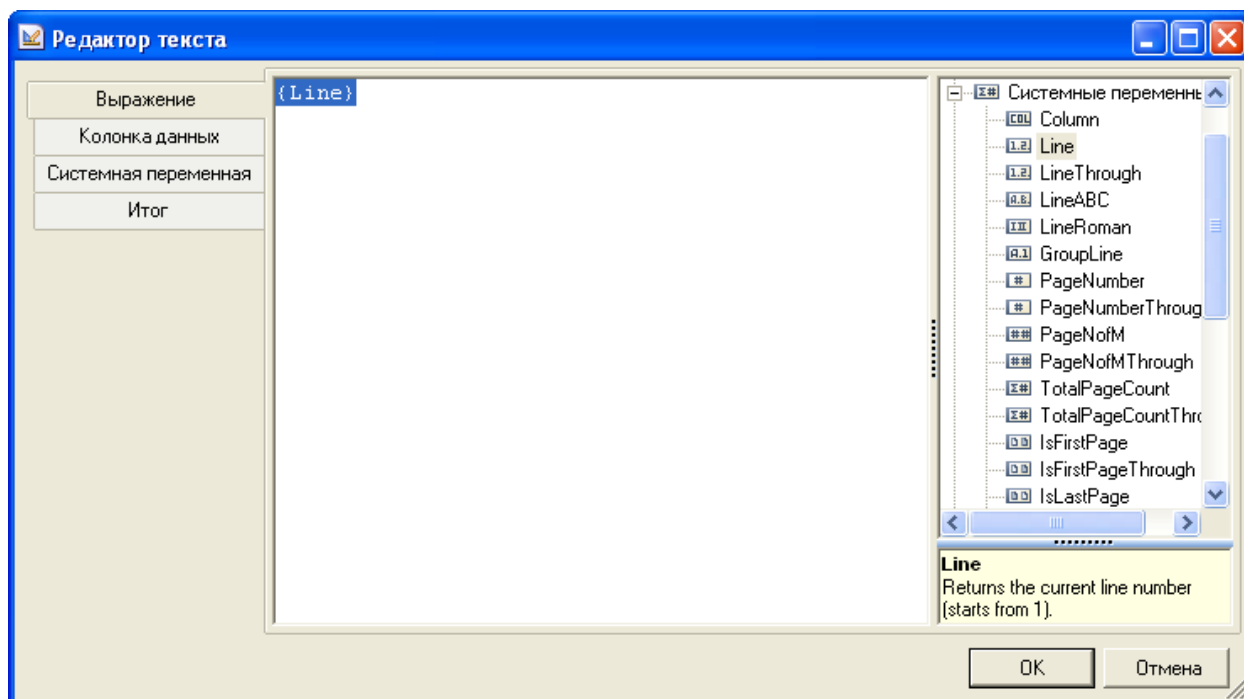 Редактор текста
Выражение
Колонка данных
Системная переменная
Итог
{Line}
Системные переменны
Column
Line
LineThrough
LineABC
LineRoman
GroupLine
PageNumber
PageNumberThroug
PageNofM
PageNofMThrough
TotalPageCount
TotalPageCountThro
IsFirstPage
IsFirstPageThrough
IsLastPage
Line
Returns the current line number
(starts from 1).
OK
Отмена